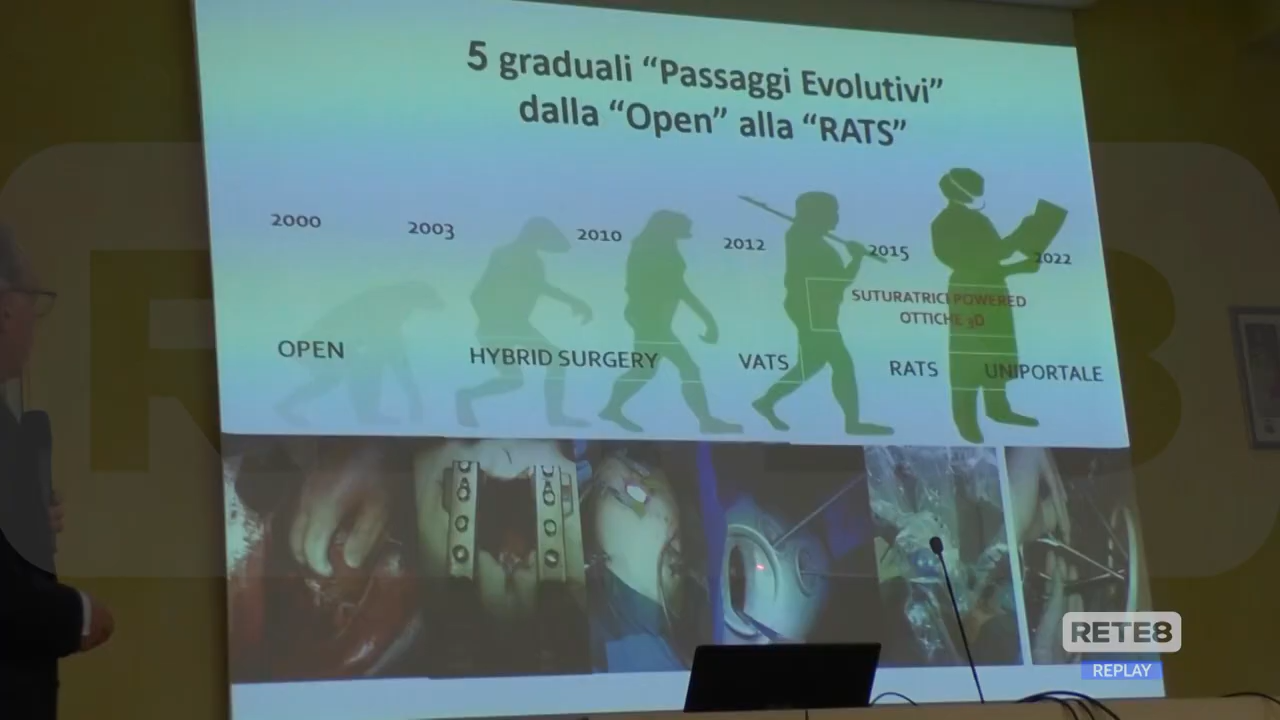 5 graduali “Passaggi Evolutivi”
dalla “Open” alla “RATS”
2000
2003
2010
2012
2015
2022
SUTURATRICI POWERED
OTTICHE 3D
OPEN
HYBRID SURGERY
VATS
RATS
UNIPORTALE
RETE8
REPLAY